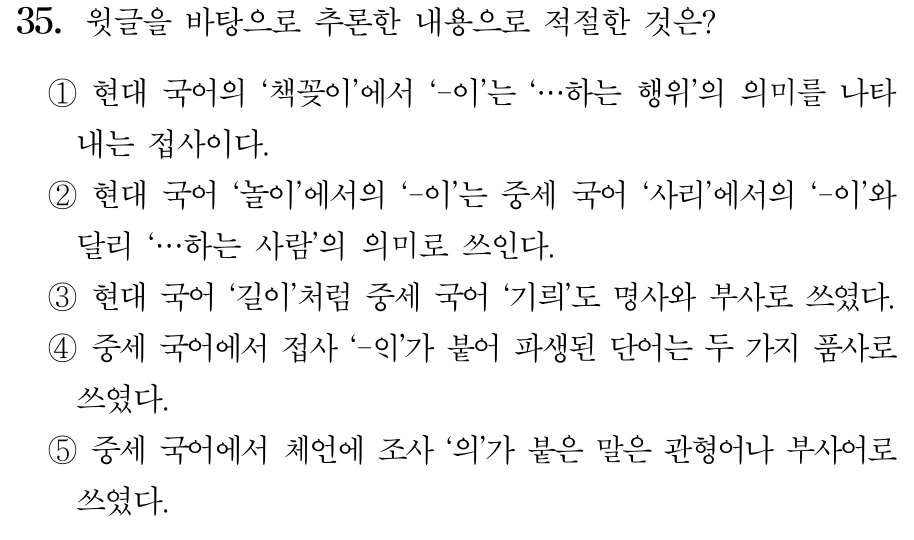 35. 윗글을 바탕으로 추론한 내용으로 적절한 것은?
① 현대 국어의 ‘책꽂이’에서 ‘-이’는 ‘…하는 행위’의 의미를 나타
내는 접사이다.
② 현대 국어 ‘놀이’에서의 ‘-이’는 중세 국어 ‘사리’에서의 ‘-이’와
달리 ‘…하는 사람’의 의미로 쓰인다.
③ 현대 국어 ‘길이’처럼 중세 국어 ‘기릐’도 명사와 부사로 쓰였다.
④ 중세 국어에서 접사 ‘-ᄋᆡ’가 붙어 파생된 단어는 두 가지 품사로
쓰였다.
⑤ 중세 국어에서 체언에 조사 ‘의’가 붙은 말은 관형어나 부사어로
쓰였다.